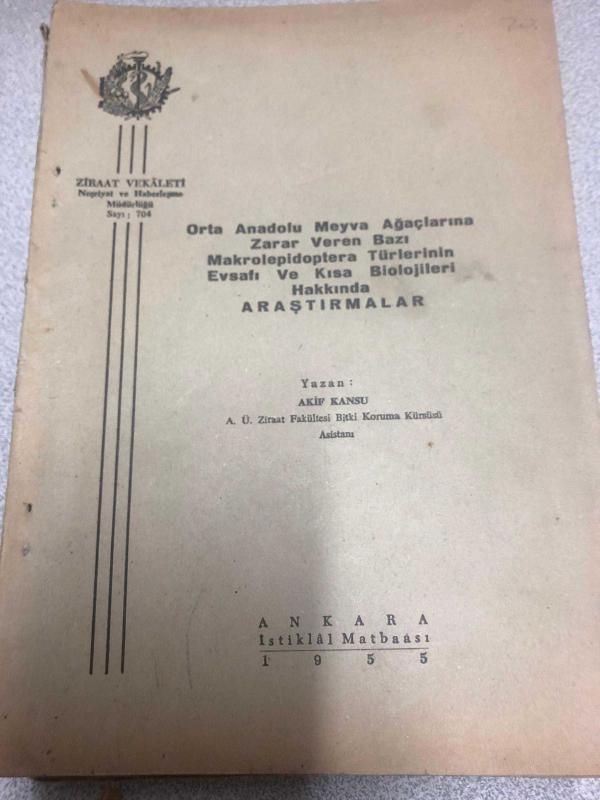 ZİRAAT VEKÂLETİ
Neşriyat ve Haberleşme
Müdürlüğü
Sayı : 704
Orta Anadolu Meyva Ağaçlarına
Zarar Veren Bazı
Makrolepidoptera Türlerinin
Evsafı Ve Kısa Biolojileri
Hakkında
ARAŞTIRMALAR
Yazan :
AKİF KANSU
A. Ü. Ziraat Fakültesi Bitki Koruma Kürsüsü
Asistanı
ANKARA
İstiklâl Matbaası
1955